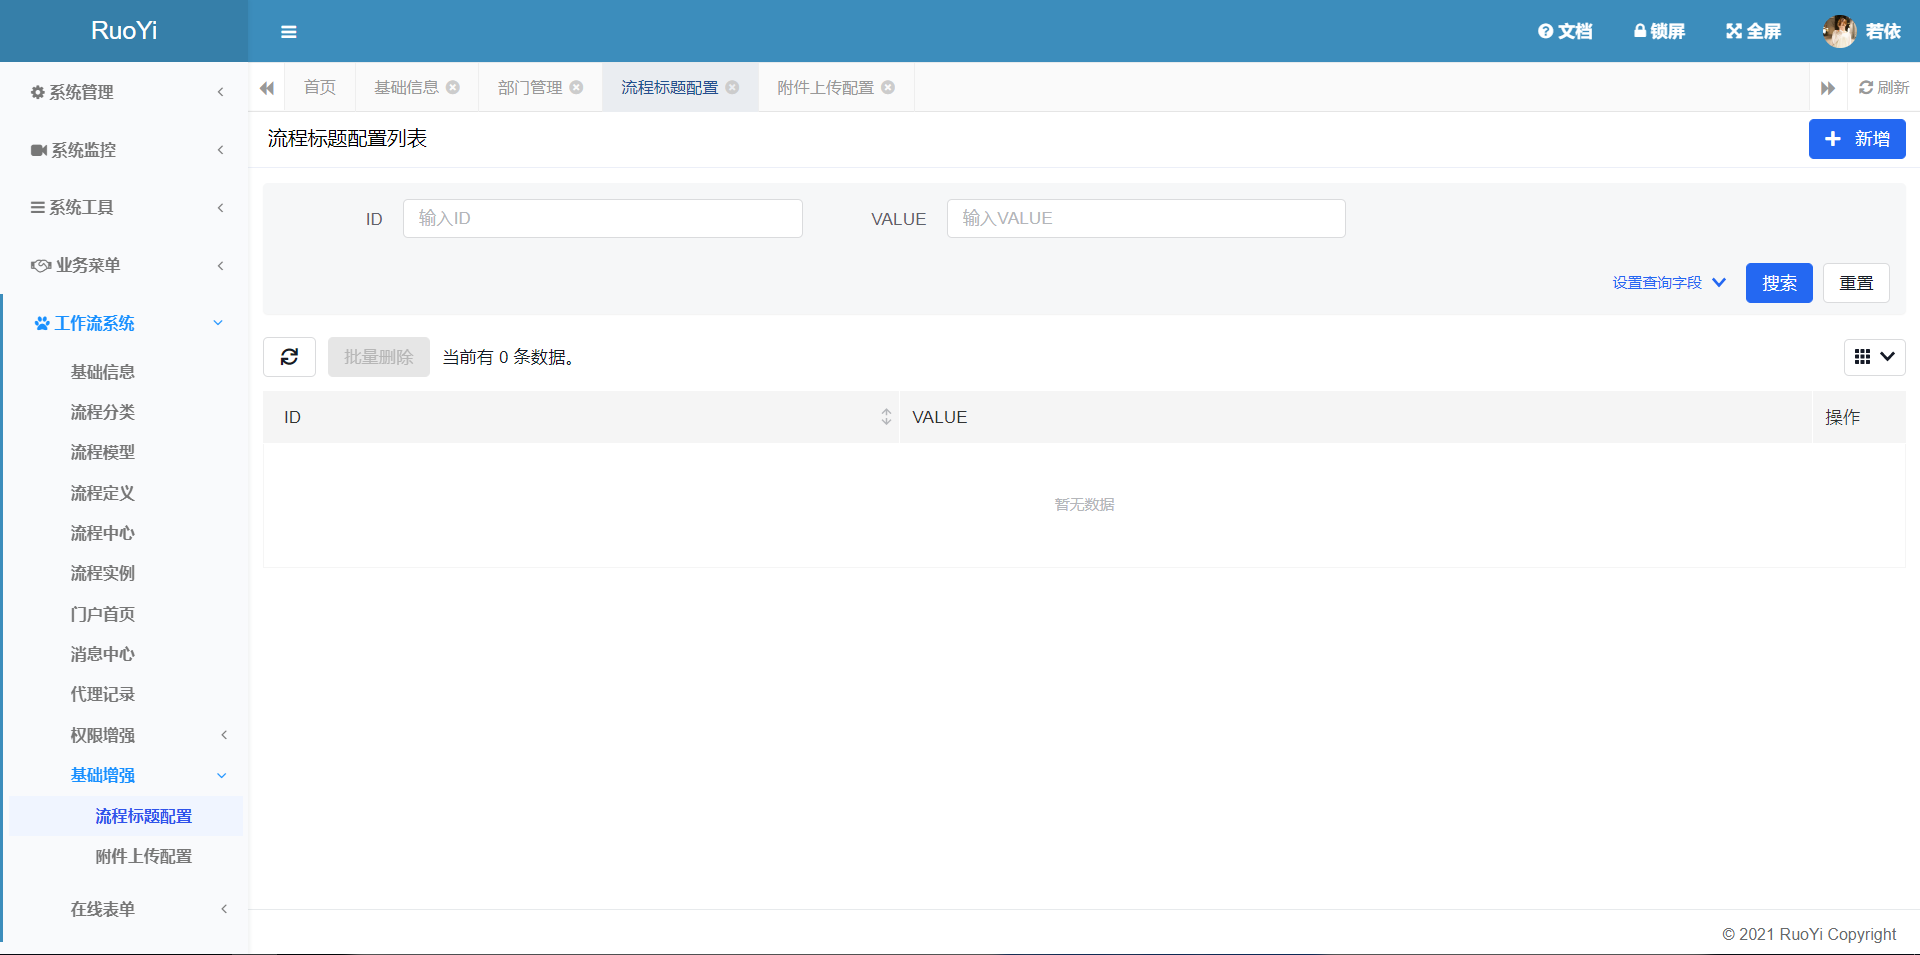 RuoYi
文档
锁屏
全屏
若依
系统管理
系统监控
系统工具
业务菜单
工作流系统
基础信息
流程分类
流程模型
流程定义
流程中心
流程实例
门户首页
消息中心
代理记录
权限增强
基础增强
流程标题配置
附件上传配置
在线表单
首页
基础信息
部门管理
流程标题配置
附件上传配置
刷新
流程标题配置列表
新增
ID 输入ID VALUE 输入VALUE
设置查询字段 搜索 重置
批量删除 当前有 0 条数据。
ID VALUE 操作
暂无数据
© 2021 RuoYi Copyright